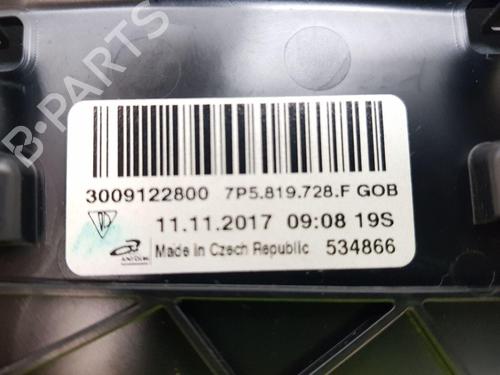 B-PARTS
3009122800 7P5.819.728.F GOB
11.11.2017 09:08 19S
Made in Czech Republic 534866